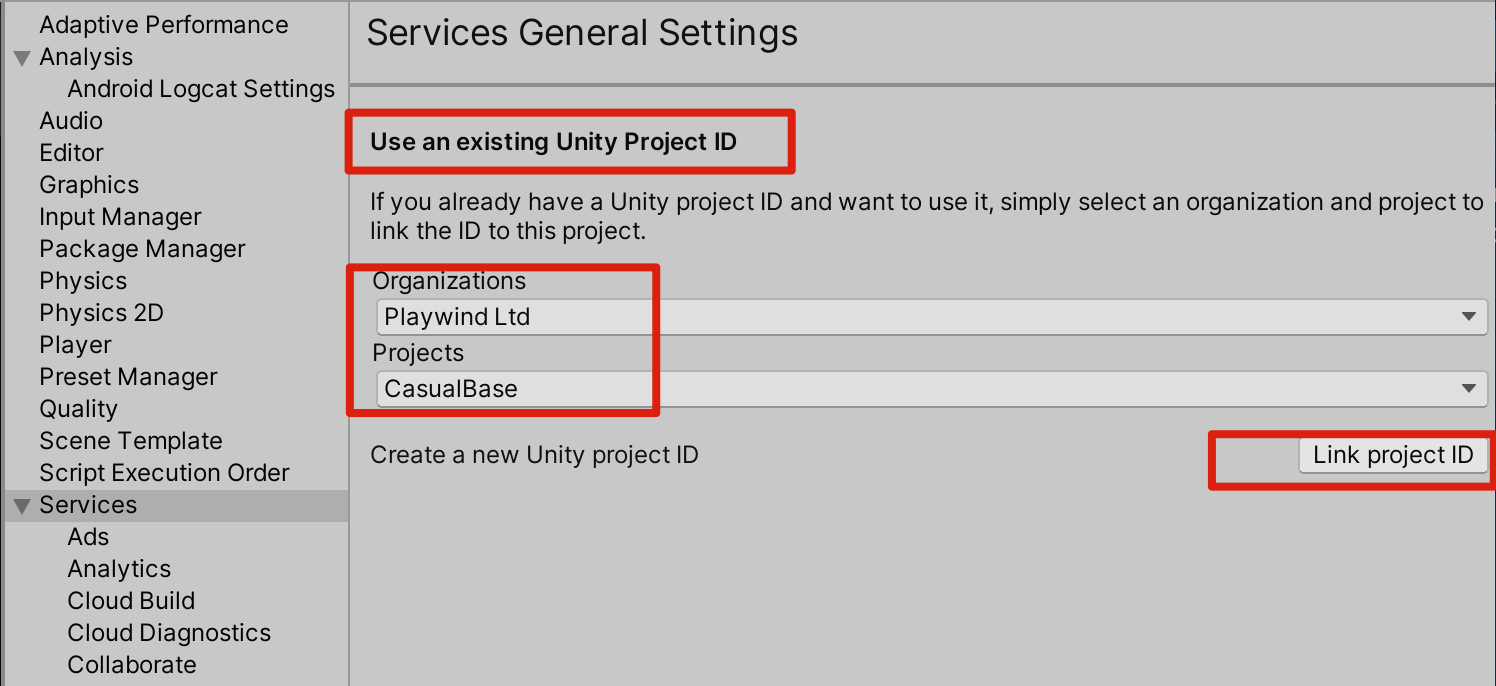 Adaptive Performance
Analysis
Android Logcat Settings
Audio
Editor
Graphics
Input Manager
Package Manager
Physics
Physics 2D
Player
Preset Manager
Quality
Scene Template
Script Execution Order
Services
Ads
Analytics
Cloud Build
Cloud Diagnostics
Collaborate
Services General Settings
Use an existing Unity Project ID
If you already have a Unity project ID and want to use it, simply select an organization and project to
link the ID to this project.
Organizations
Playwind Ltd
Projects
CasualBase
Create a new Unity project ID
Link project ID